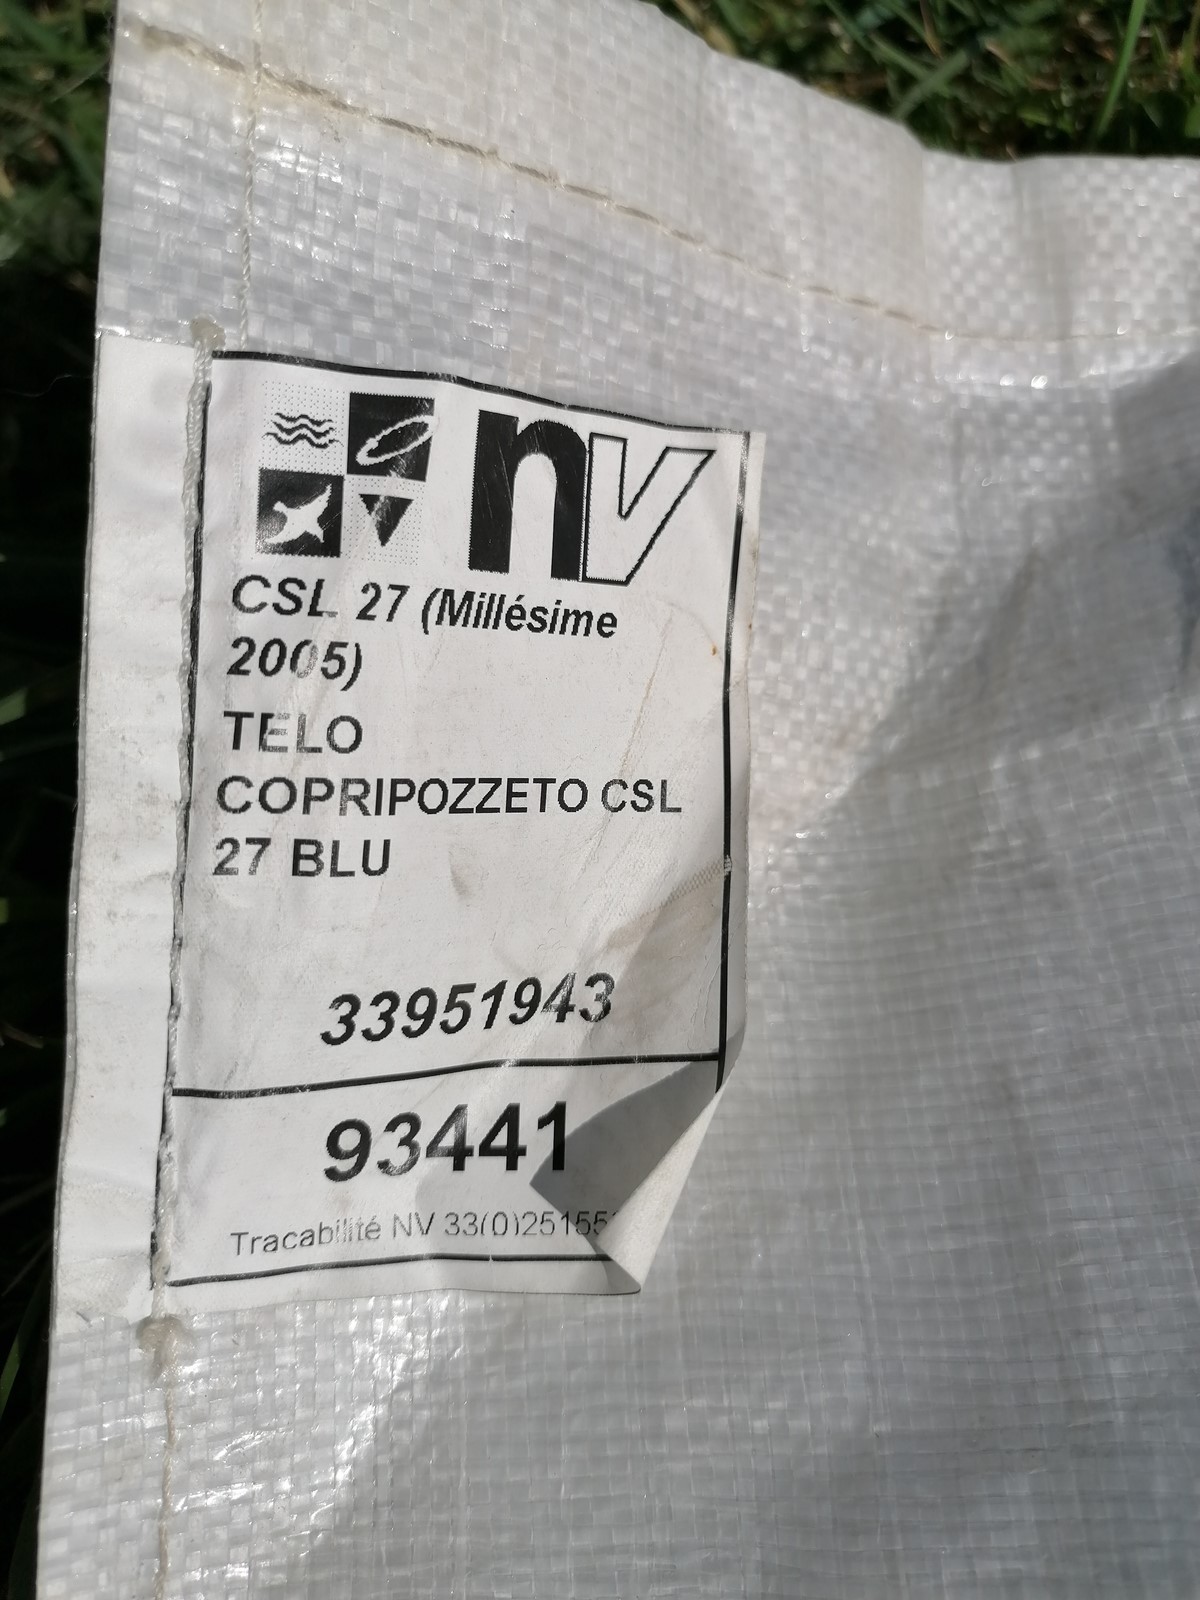 nv
CSL 27 (Millésime
2005)
TELO
COPRIPOZZETO CSL
27 BLU
33951943
93441
Tracabilité NV 33(0)25155